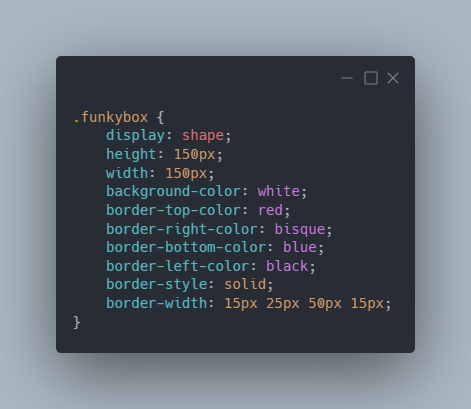 .funkybox {
    display: shape;
    height: 150px;
    width: 150px;
    background-color: white;
    border-top-color: red;
    border-right-color: bisque;
    border-bottom-color: blue;
    border-left-color: black;
    border-style: solid;
    border-width: 15px 25px 50px 15px;
}